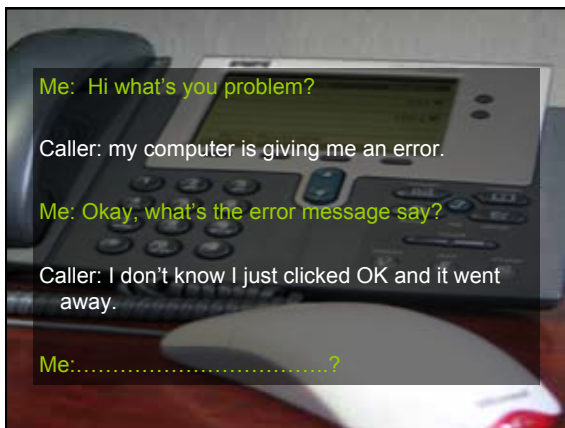 Me:  Hi what's you problem?
Caller: my computer is giving me an error.
Me: Okay, what's the error message say?
Caller: I don't know I just clicked OK and it went
away.
Me:……………………………..?